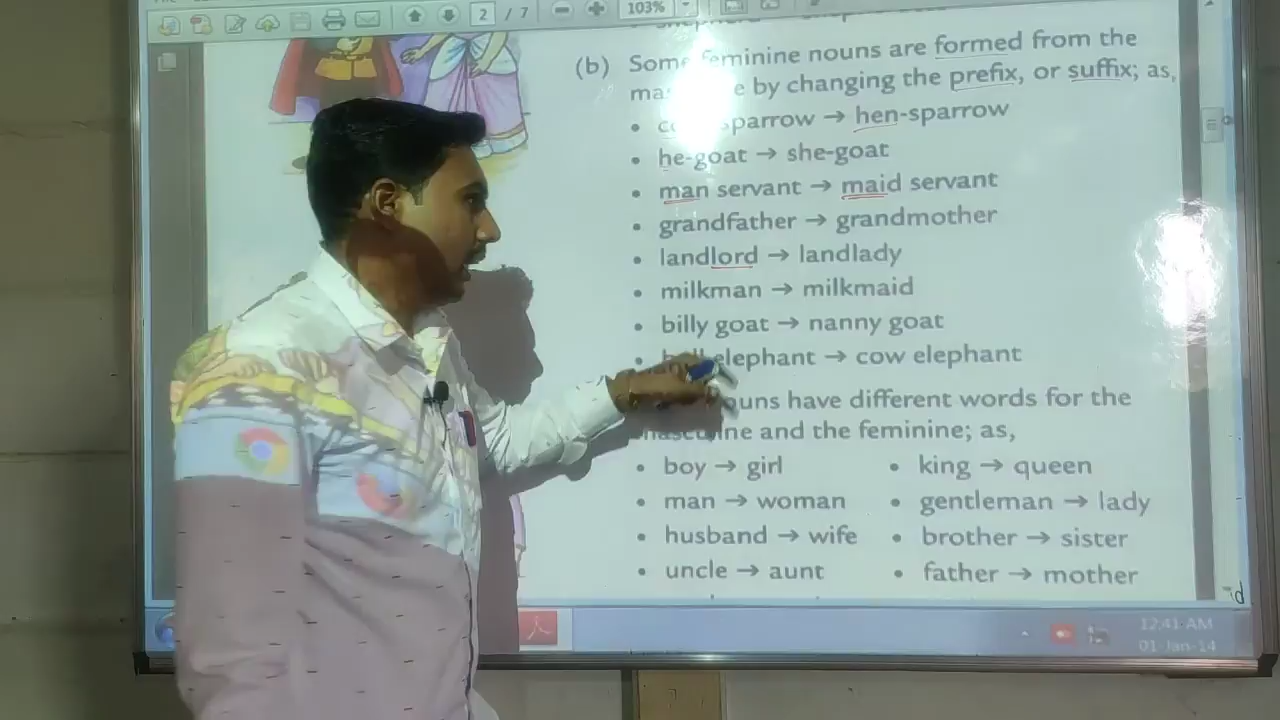 2 / 7
103%
(b) Some feminine nouns are formed from the
by changing the prefix, or suffix; as,
• sparrow → hen-sparrow
• he-goat → she-goat
• man servant → maid servant
• grandfather → grandmother
• landlord → landlady
• milkman → milkmaid
• billy goat → nanny goat
• elephant → cow elephant
nouns have different words for the
masculine and the feminine; as,
• boy → girl • king → queen
• man → woman • gentleman → lady
• husband → wife • brother → sister
• uncle → aunt • father → mother
12:41 AM
01-Jan-14